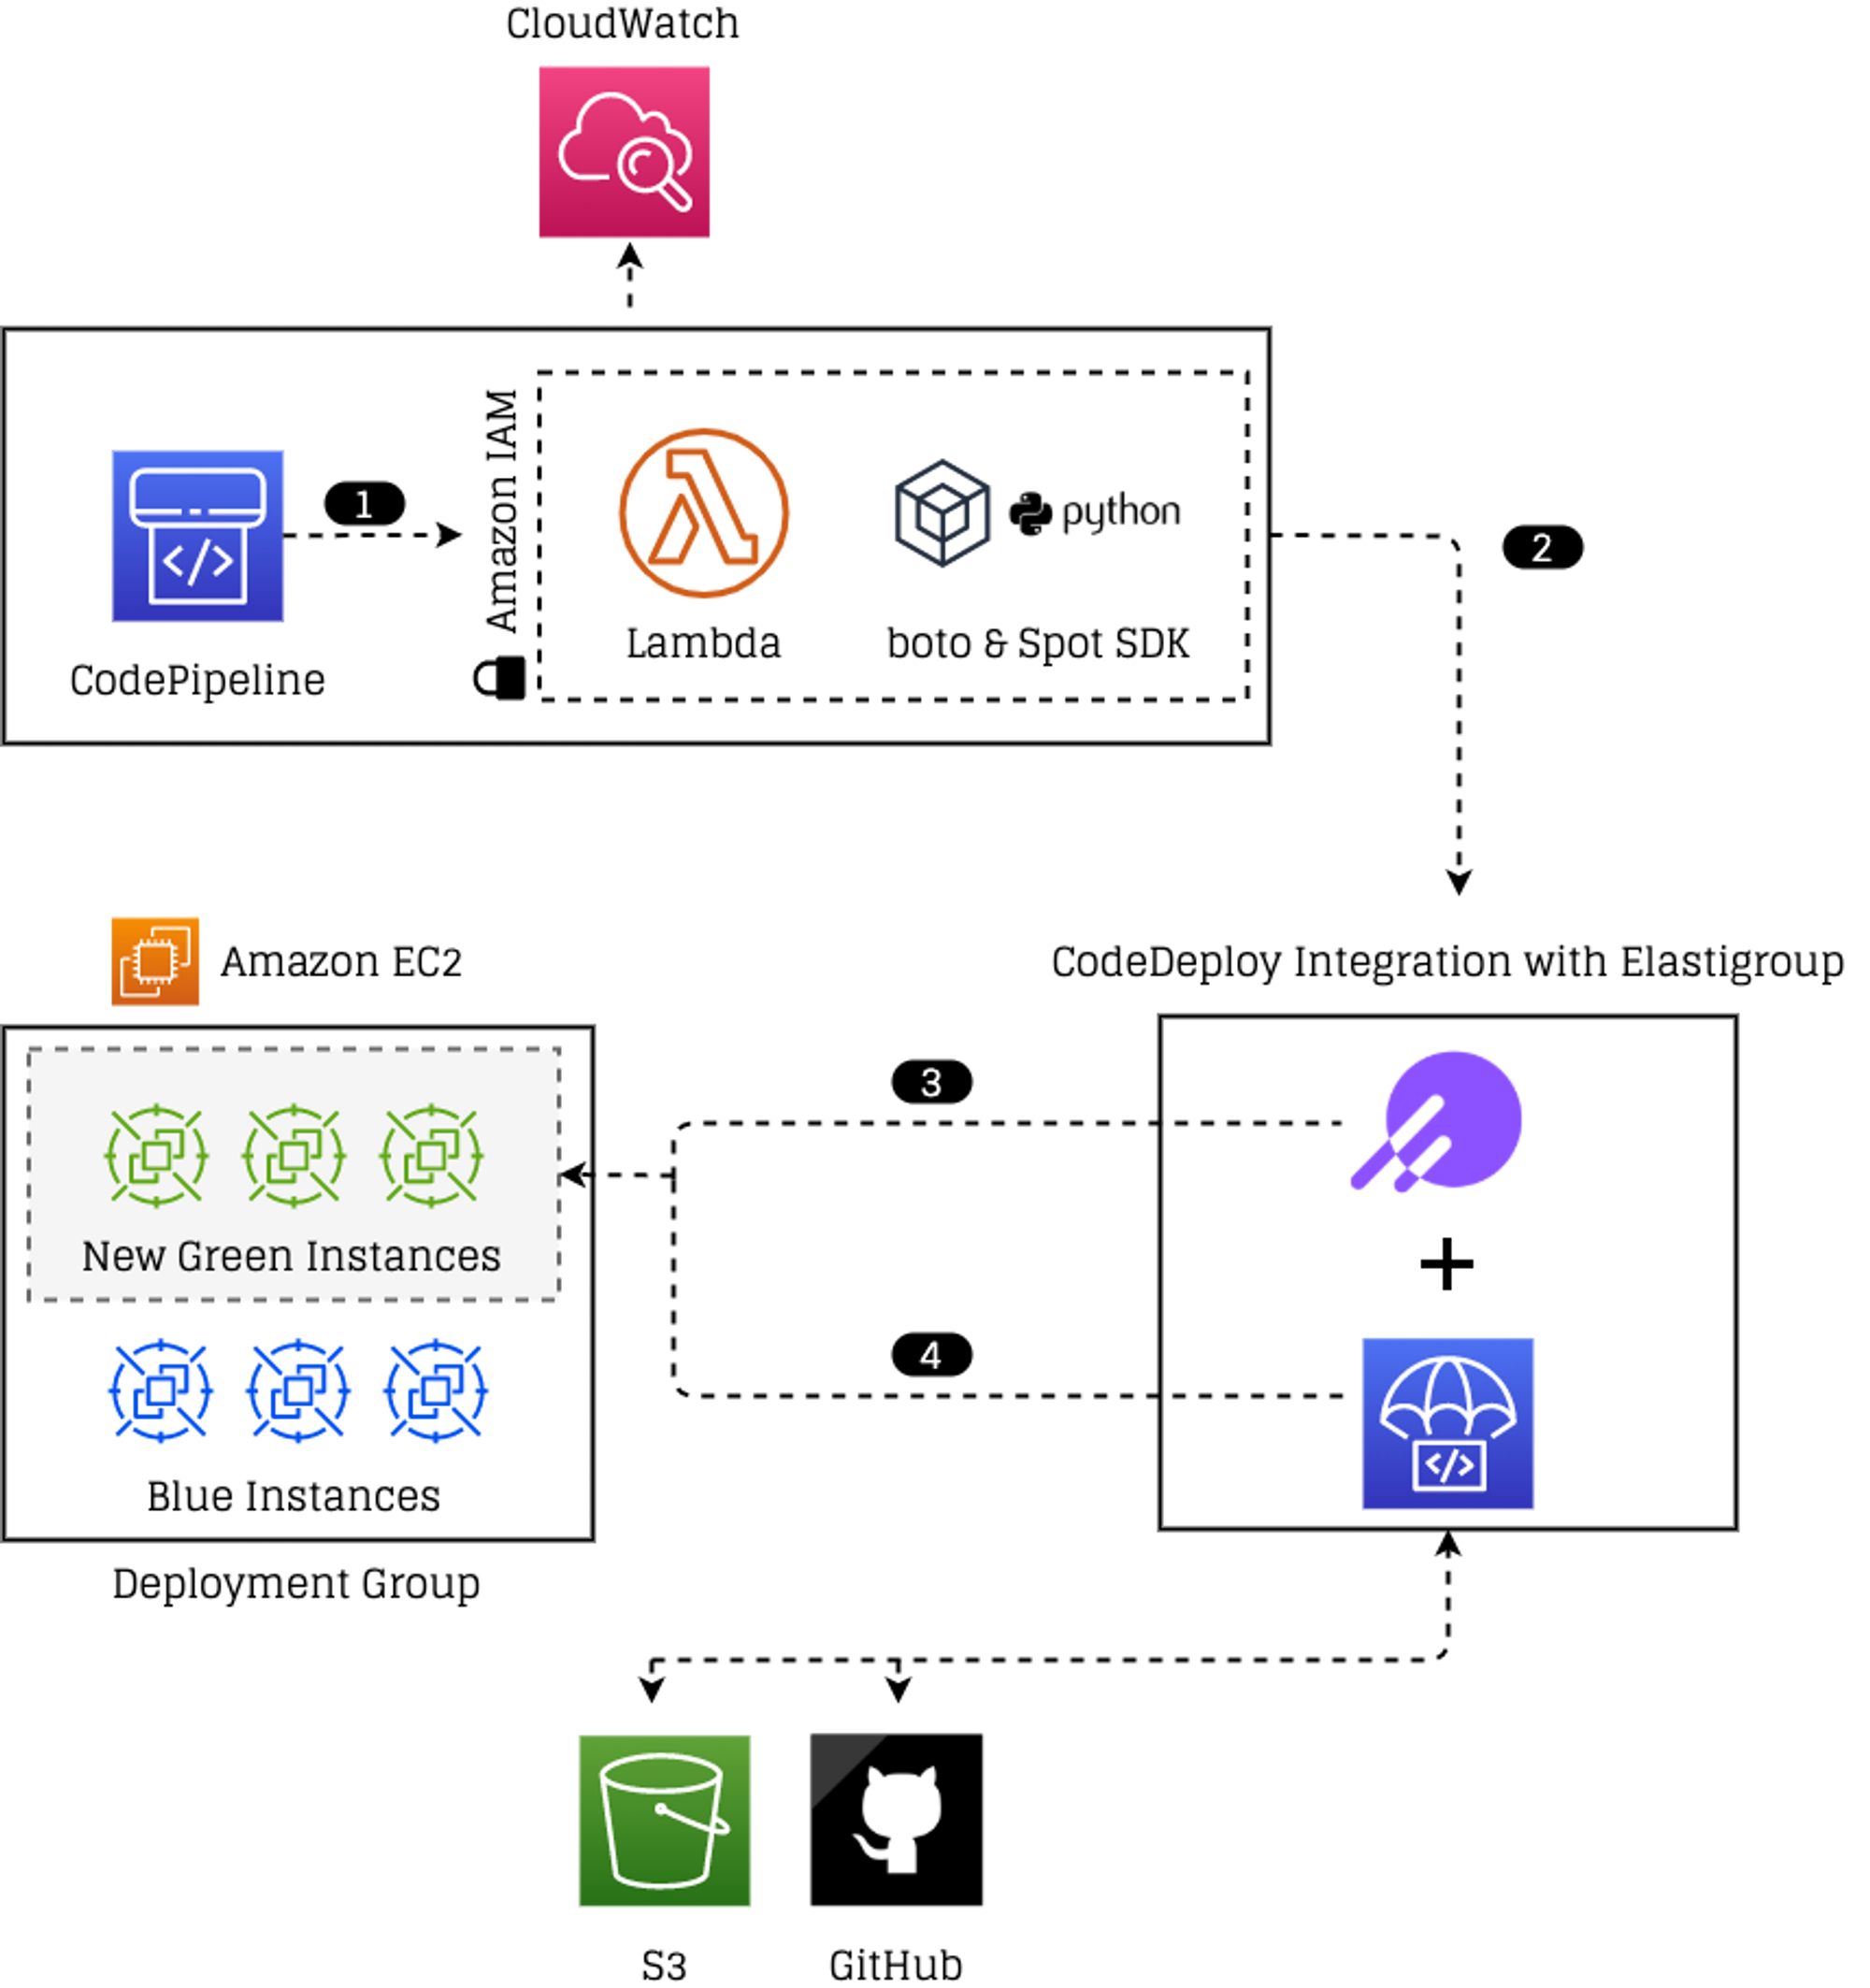 CloudWatch
1
Amazon IAM
python
Lambda
boto & Spot SDK
CodePipeline
2
Amazon EC2
CodeDeploy Integration with Elastigroup
3
New Green Instances
4
Blue Instances
Deployment Group
S3
GitHub